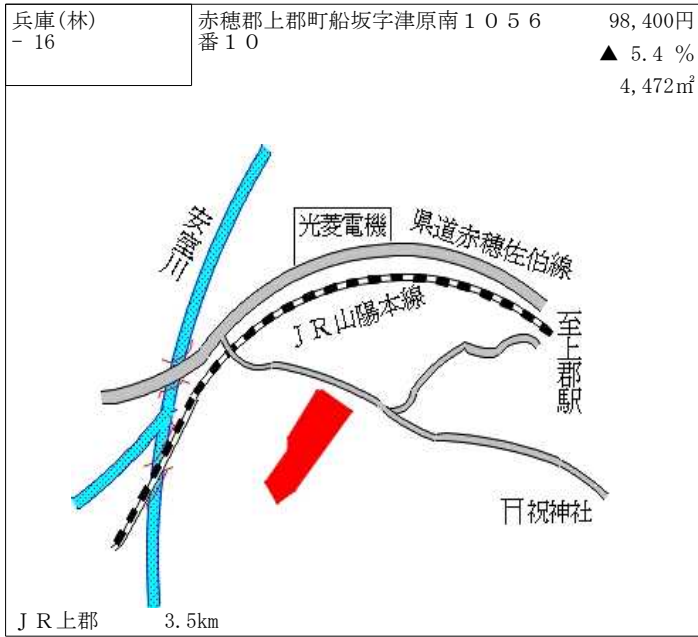 兵庫(林)
- 16
赤穂郡上郡町船坂字津原南１０５６
番１０
98,400円
▲ 5.4 %
4,472㎡
安室川
光菱電機
県道赤穂佐伯線
ＪＲ山陽本線
至上郡駅
祝神社
ＪＲ上郡 3.5km